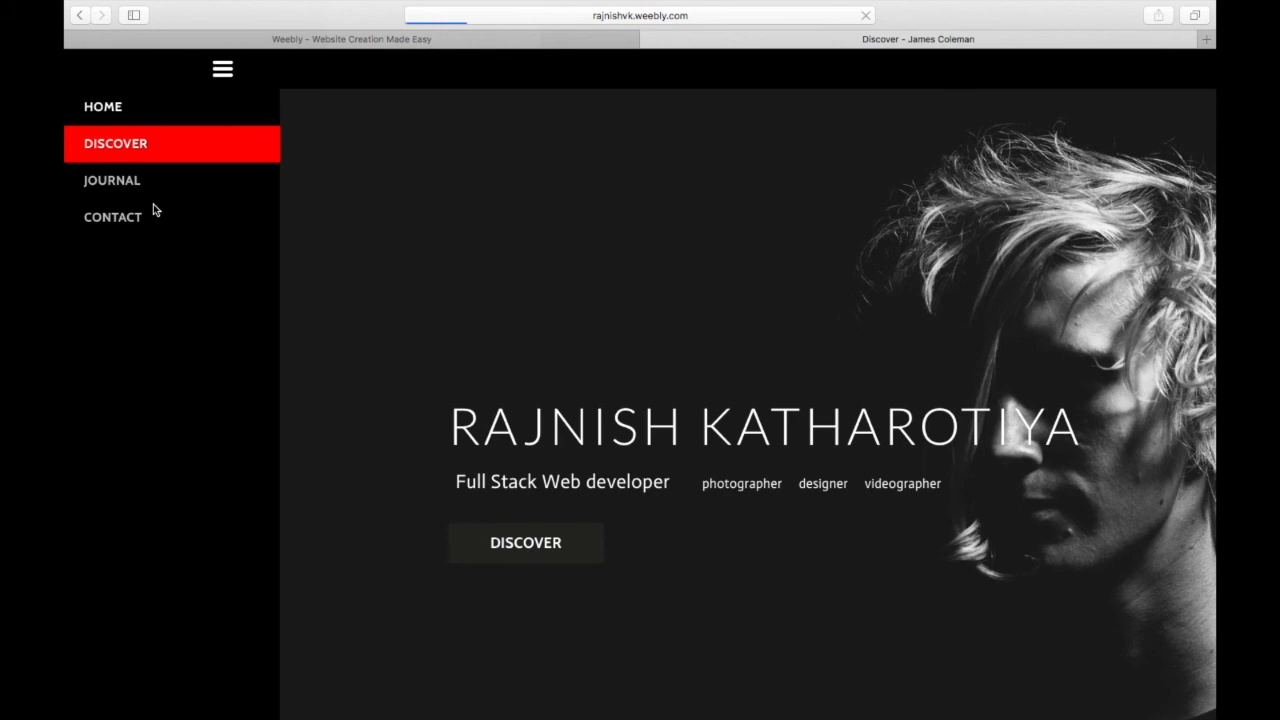 rajnishvk.weebly.com
Weebly - Website Creation Made Easy
Discover - James Coleman
HOME
DISCOVER
JOURNAL
CONTACT
RAJNISH KATHAROTIYA
Full Stack Web developer photographer designer videographer
DISCOVER